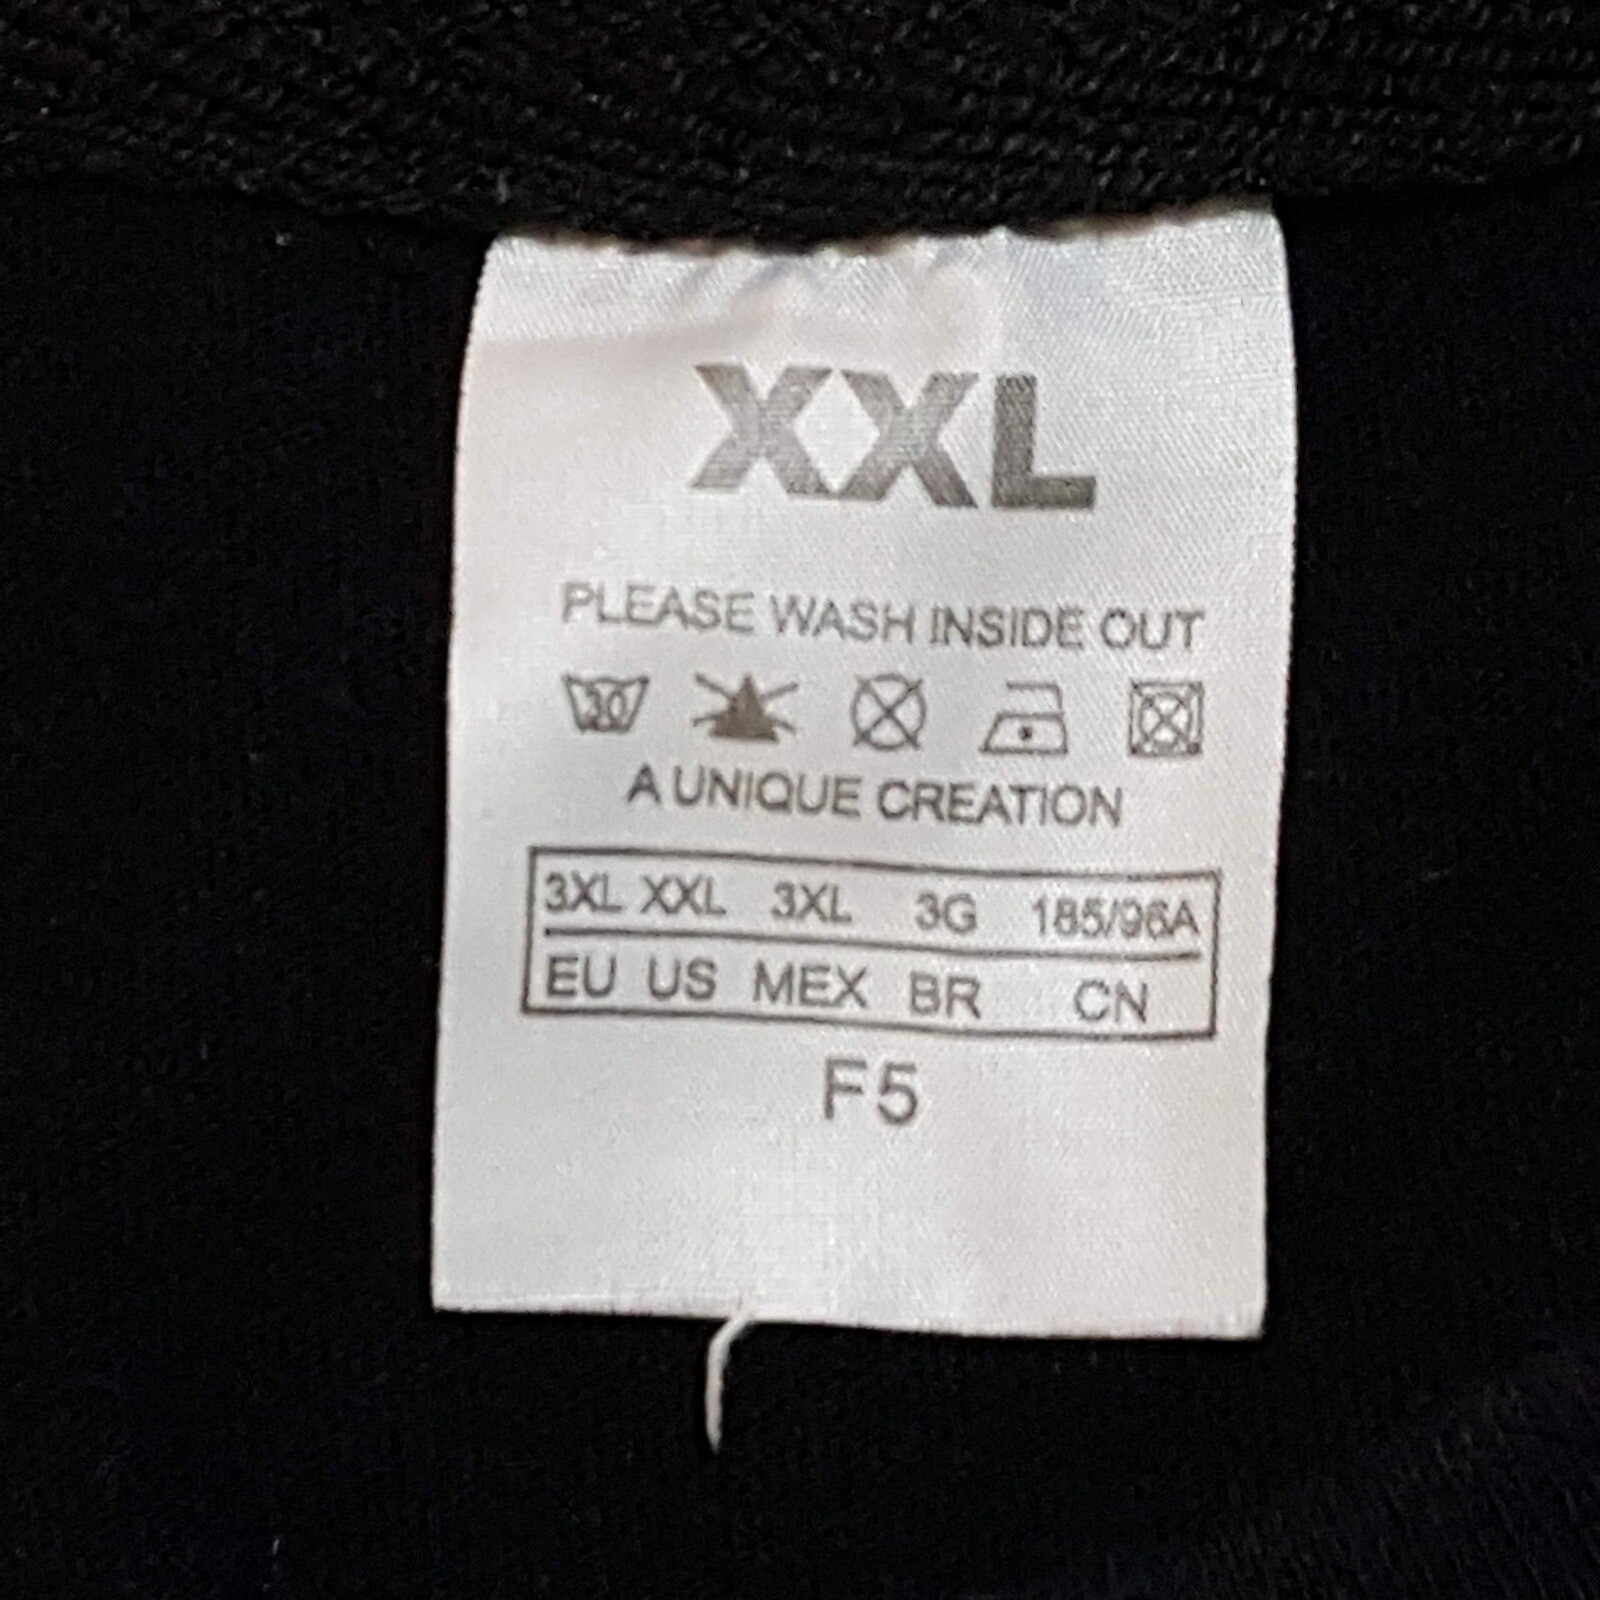 XXL
PLEASE WASH INSIDE OUT
30
A UNIQUE CREATION
3XL XXL 3XL 3G 185/96A
EU US MEX BR CN
F5